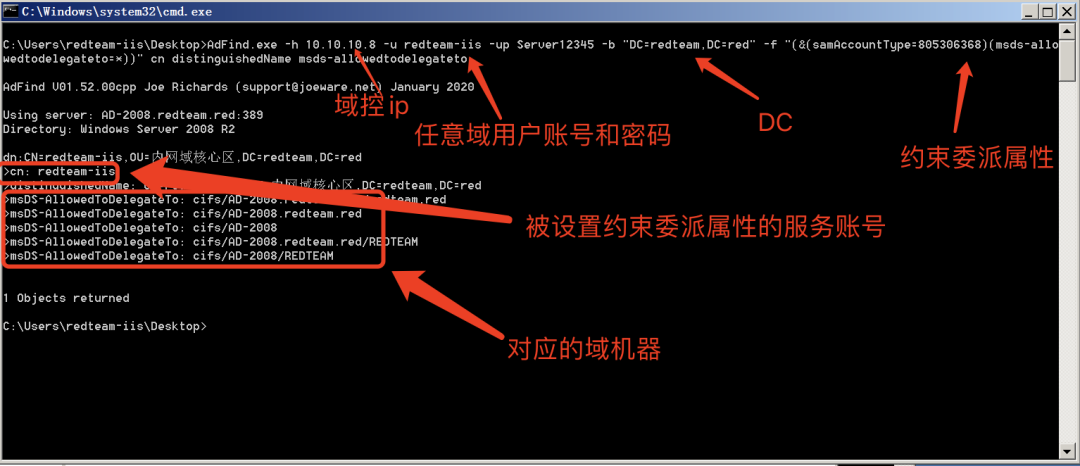 C:\Windows\system32\cmd.exe
C:\Users\redteam-iis\Desktop>AdFind.exe -h 10.10.10.8 -u redteam-iis -up Server12345 -b "DC=redteam,DC=red" -f "(&(samAccountType=805306368)(msds-allo
wedtodelegateto=*))" cn distinguishedName msds-allowedtodelegateto
AdFind V01.52.00cpp Joe Richards (support@joeware.net) January 2020
域控ip
Using server: AD-2008.redteam.red:389
Directory: Windows Server 2008 R2
任意域用户账号和密码
DC
约束委派属性
dn:CN=redteam-iis,OU=内网域核心区,DC=redteam,DC=red
>cn: redteam-iis
>distinguishedName: 内网域核心区,DC=redteam,DC=red
>msDS-AllowedToDelegateTo: cifs/AD-2008.red
.red
>msDS-AllowedToDelegateTo: cifs/AD-2008.redteam.red
>msDS-AllowedToDelegateTo: cifs/AD-2008
>msDS-AllowedToDelegateTo: cifs/AD-2008.redteam.red/REDTEAM
>msDS-AllowedToDelegateTo: cifs/AD-2008/REDTEAM
被设置约束委派属性的服务账号
1 Objects returned
C:\Users\redteam-iis\Desktop>
对应的域机器